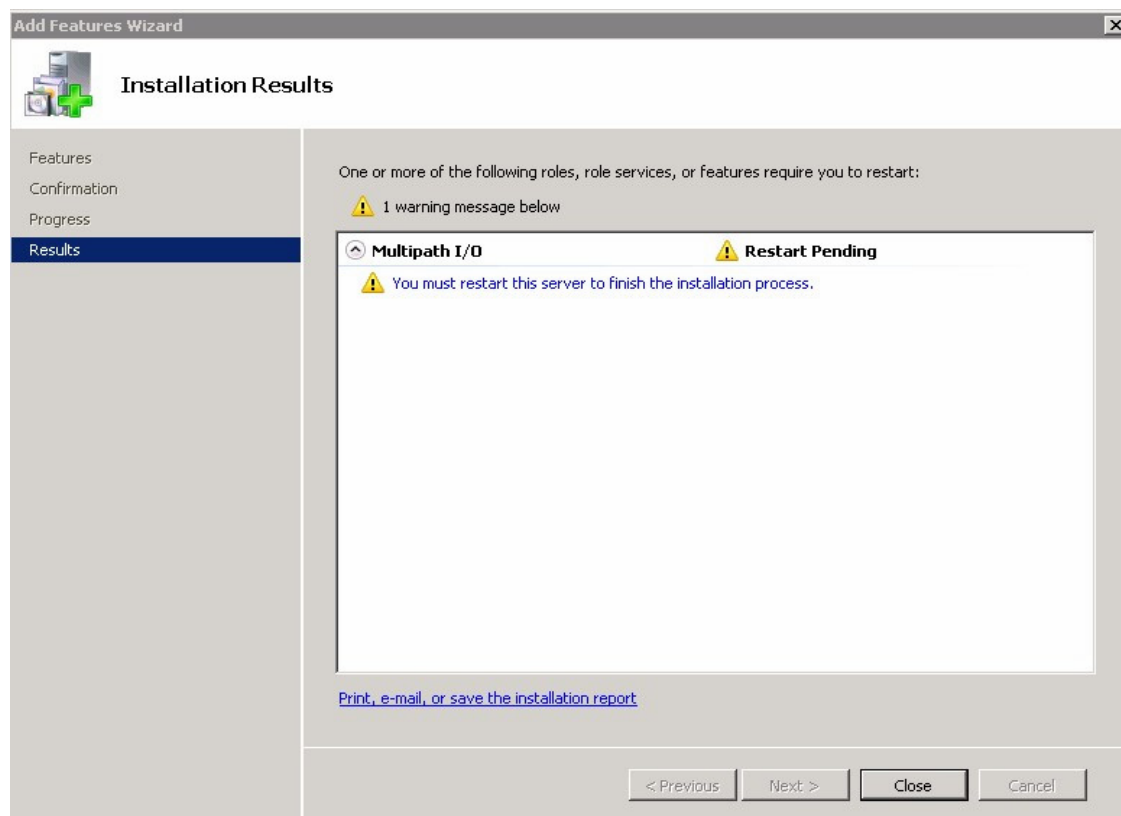 Add Features Wizard
Installation Results
Features
Confirmation
Progress
Results
One or more of the following roles, role services, or features require you to restart:
1 warning message below
Multipath I/O Restart Pending
You must restart this server to finish the installation process.
Print, e-mail, or save the installation report
< Previous Next > Close Cancel